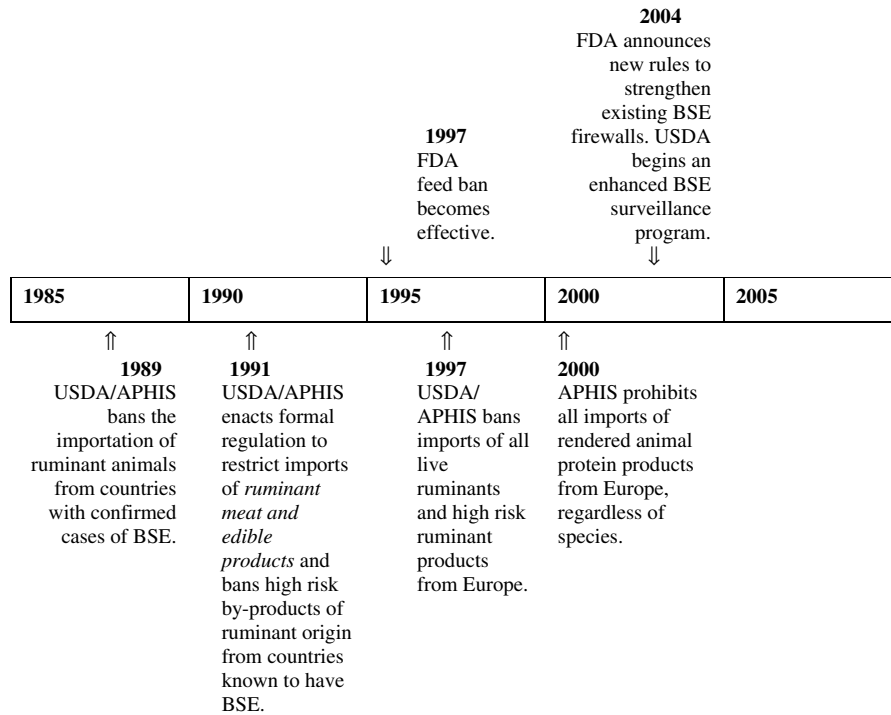 2004
FDA announces
new rules to
strengthen
existing BSE
firewalls. USDA
begins an
enhanced BSE
surveillance
program.
⇓
1997
FDA
feed ban
becomes
effective.
⇓
1985 1990 1995 2000 2005
⇑
1989
USDA/APHIS
bans the
importation of
ruminant animals
from countries
with confirmed
cases of BSE.
⇑
1991
USDA/APHIS
enacts formal
regulation to
restrict imports
of ruminant
meat and
edible
products and
bans high risk
by-products of
ruminant origin
from countries
known to have
BSE.
⇑
1997
USDA/
APHIS bans
imports of all
live
ruminants
and high risk
ruminant
products
from Europe.
⇑
2000
APHIS prohibits
all imports of
rendered animal
protein products
from Europe,
regardless of
species.